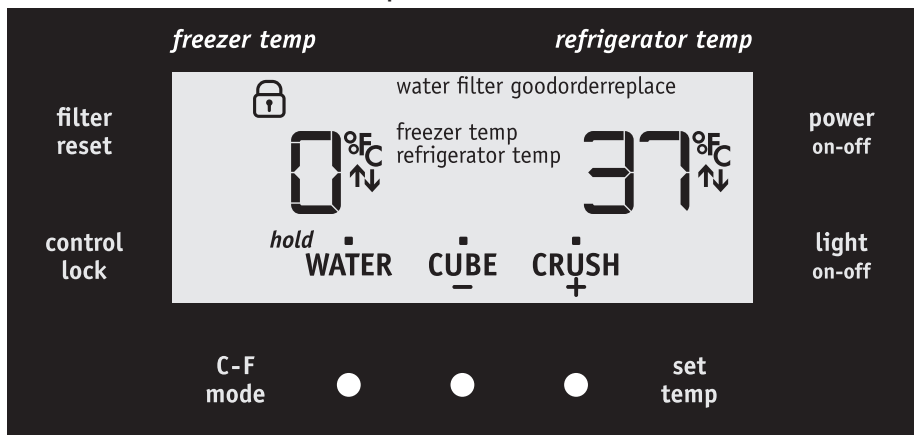 freezer temp refrigerator temp
water filter goodorderreplace
filter reset
power on-off
freezer temp
refrigerator temp
0 °F C ↑↓
37 °F C ↑↓
control lock
hold
WATER CUBE CRUSH
− +
light on-off
C-F mode
set temp